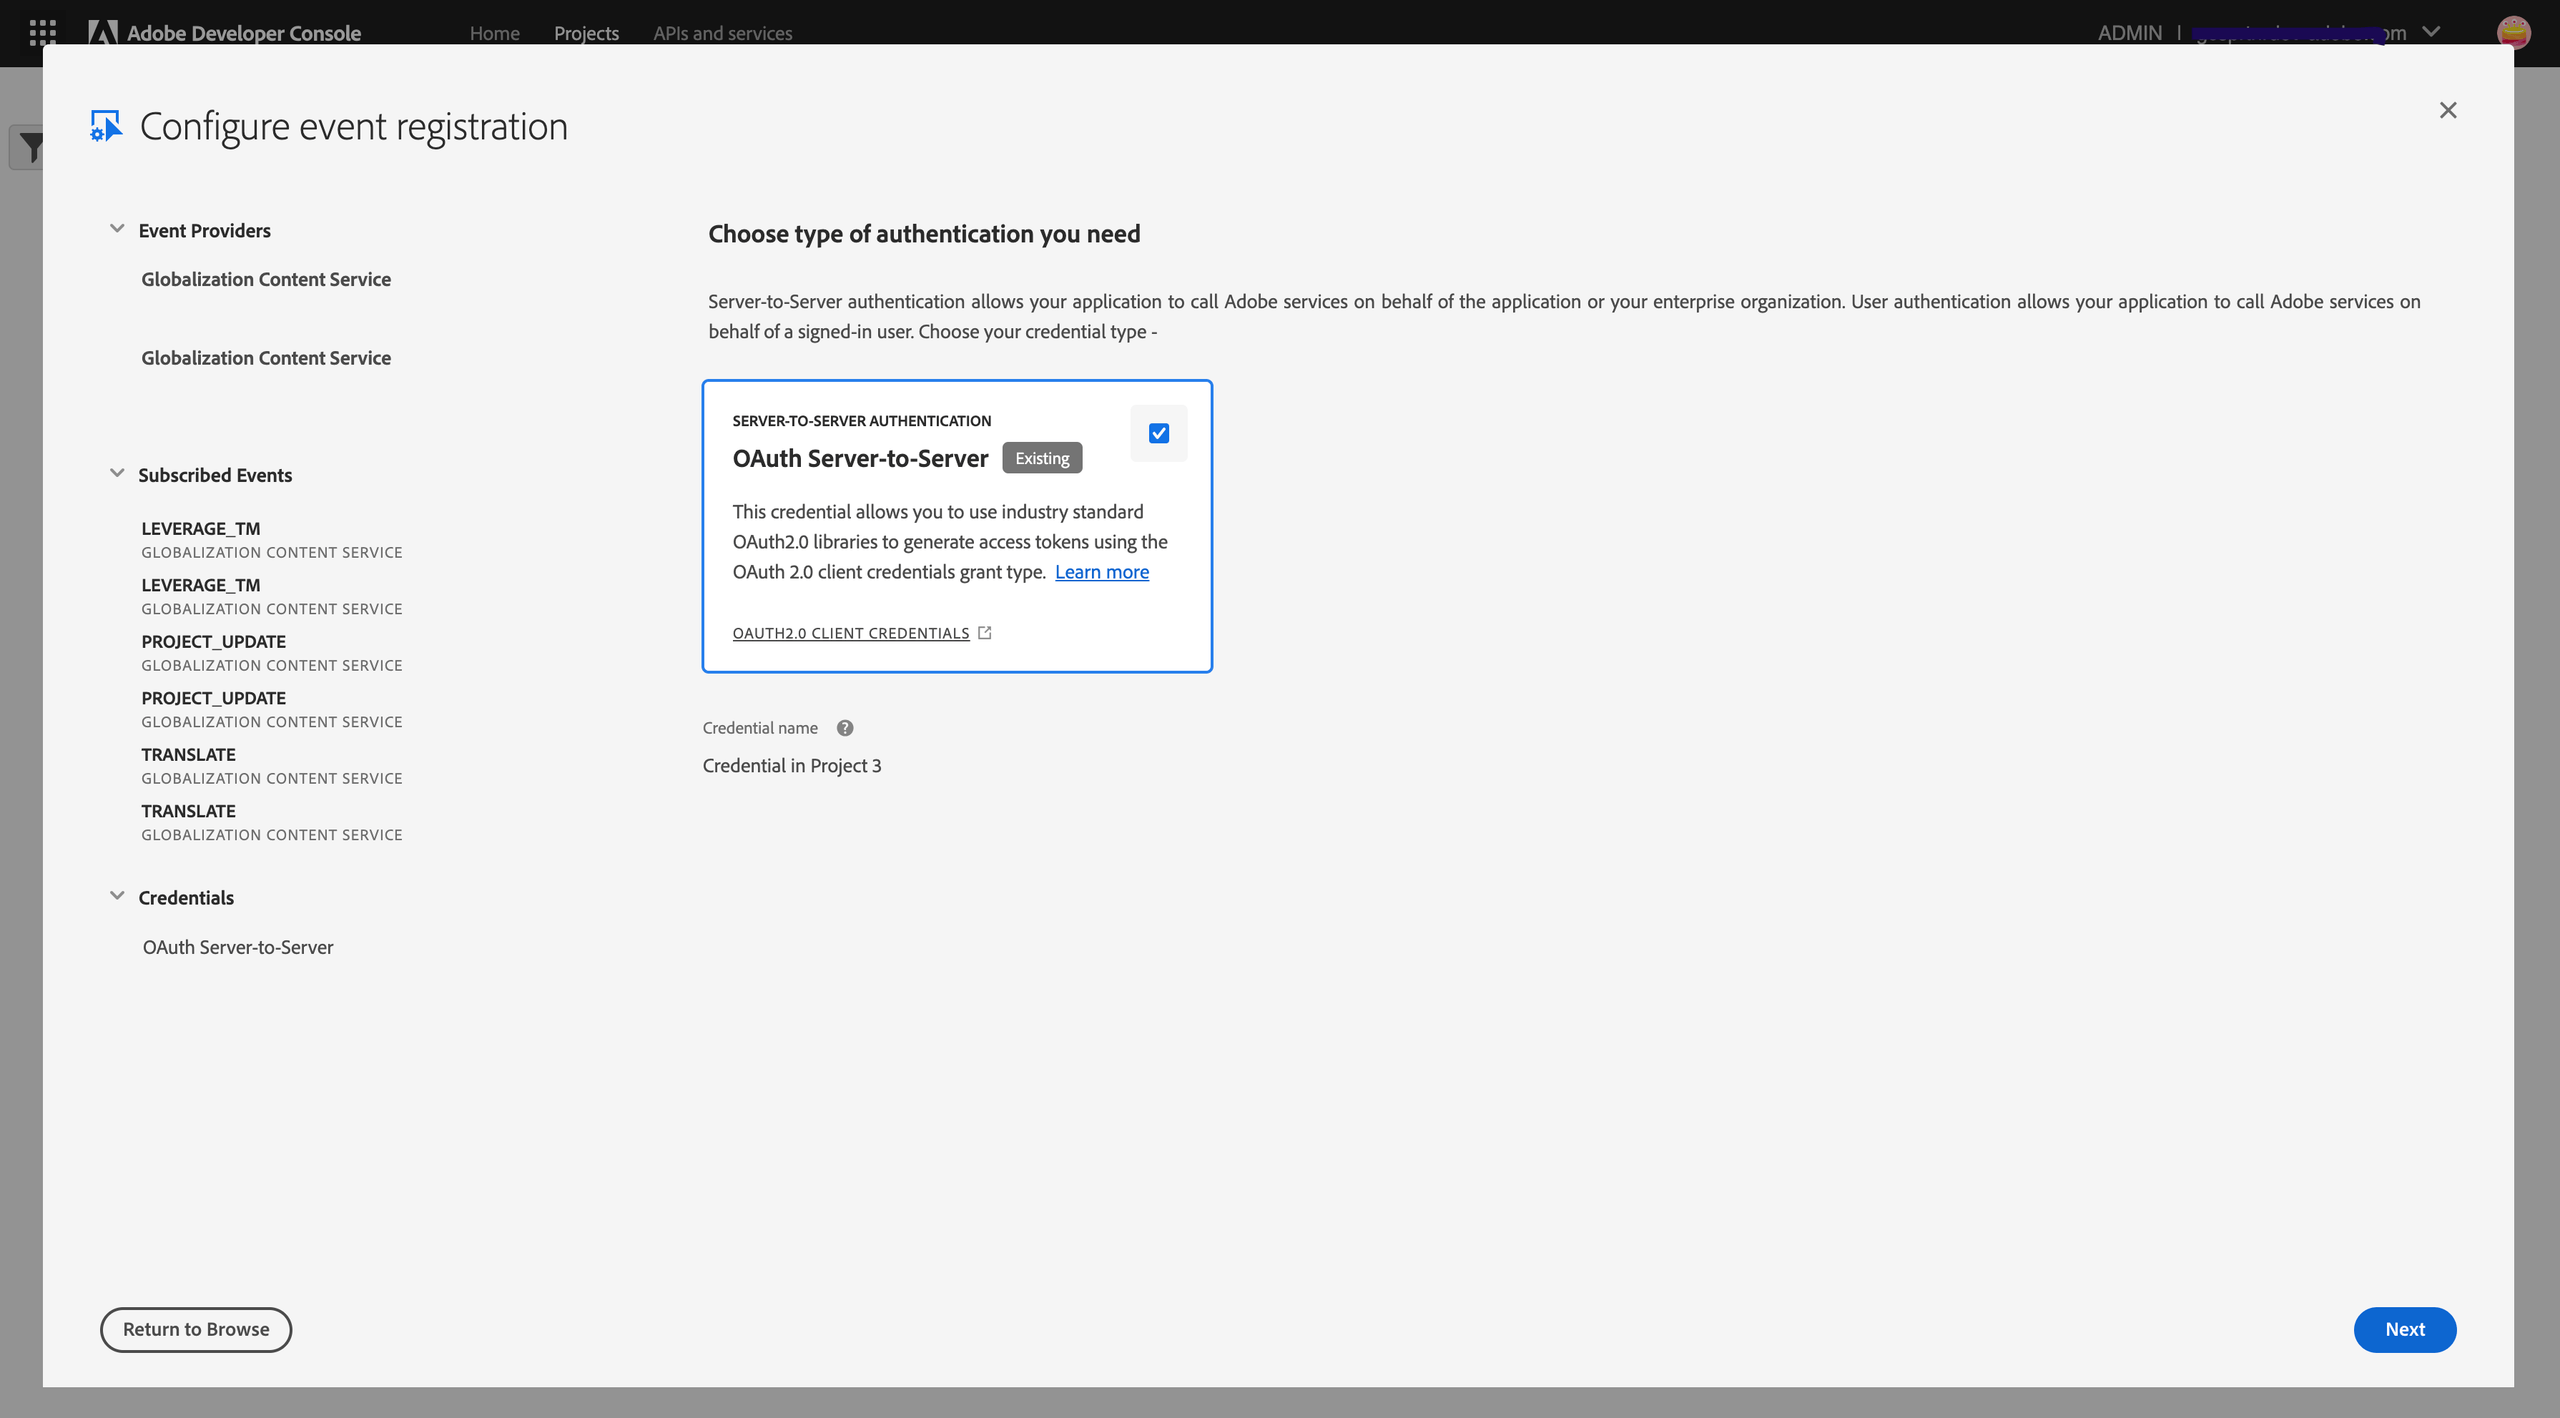 Adobe Developer Console
Home
Projects
APIs and services
ADMIN
Configure event registration
Event Providers
Globalization Content Service
Globalization Content Service
Subscribed Events
LEVERAGE_TM
GLOBALIZATION CONTENT SERVICE
LEVERAGE_TM
GLOBALIZATION CONTENT SERVICE
PROJECT_UPDATE
GLOBALIZATION CONTENT SERVICE
PROJECT_UPDATE
GLOBALIZATION CONTENT SERVICE
TRANSLATE
GLOBALIZATION CONTENT SERVICE
TRANSLATE
GLOBALIZATION CONTENT SERVICE
Credentials
OAuth Server-to-Server
Choose type of authentication you need
Server-to-Server authentication allows your application to call Adobe services on behalf of the application or your enterprise organization. User authentication allows your application to call Adobe services on
behalf of a signed-in user. Choose your credential type -
SERVER-TO-SERVER AUTHENTICATION
OAuth Server-to-Server Existing
This credential allows you to use industry standard
OAuth2.0 libraries to generate access tokens using the
OAuth 2.0 client credentials grant type. Learn more
OAUTH2.0 CLIENT CREDENTIALS
Credential name
Credential in Project 3
Return to Browse
Next